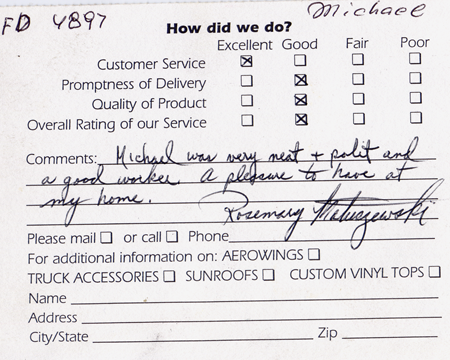 FD 4897 Michael
How did we do?
Excellent Good Fair Poor
Customer Service ☒ ☐ ☐ ☐
Promptness of Delivery ☐ ☒ ☐ ☐
Quality of Product ☐ ☒ ☐ ☐
Overall Rating of our Service ☐ ☒ ☐ ☐
Comments: Michael was very neat + polit and
a good worker. A pleasure to have at
my home. Rosemary Matuszewski
Please mail ☐ or call ☐ Phone
For additional information on: AEROWINGS ☐
TRUCK ACCESSORIES ☐ SUNROOFS ☐ CUSTOM VINYL TOPS ☐
Name
Address
City/State Zip